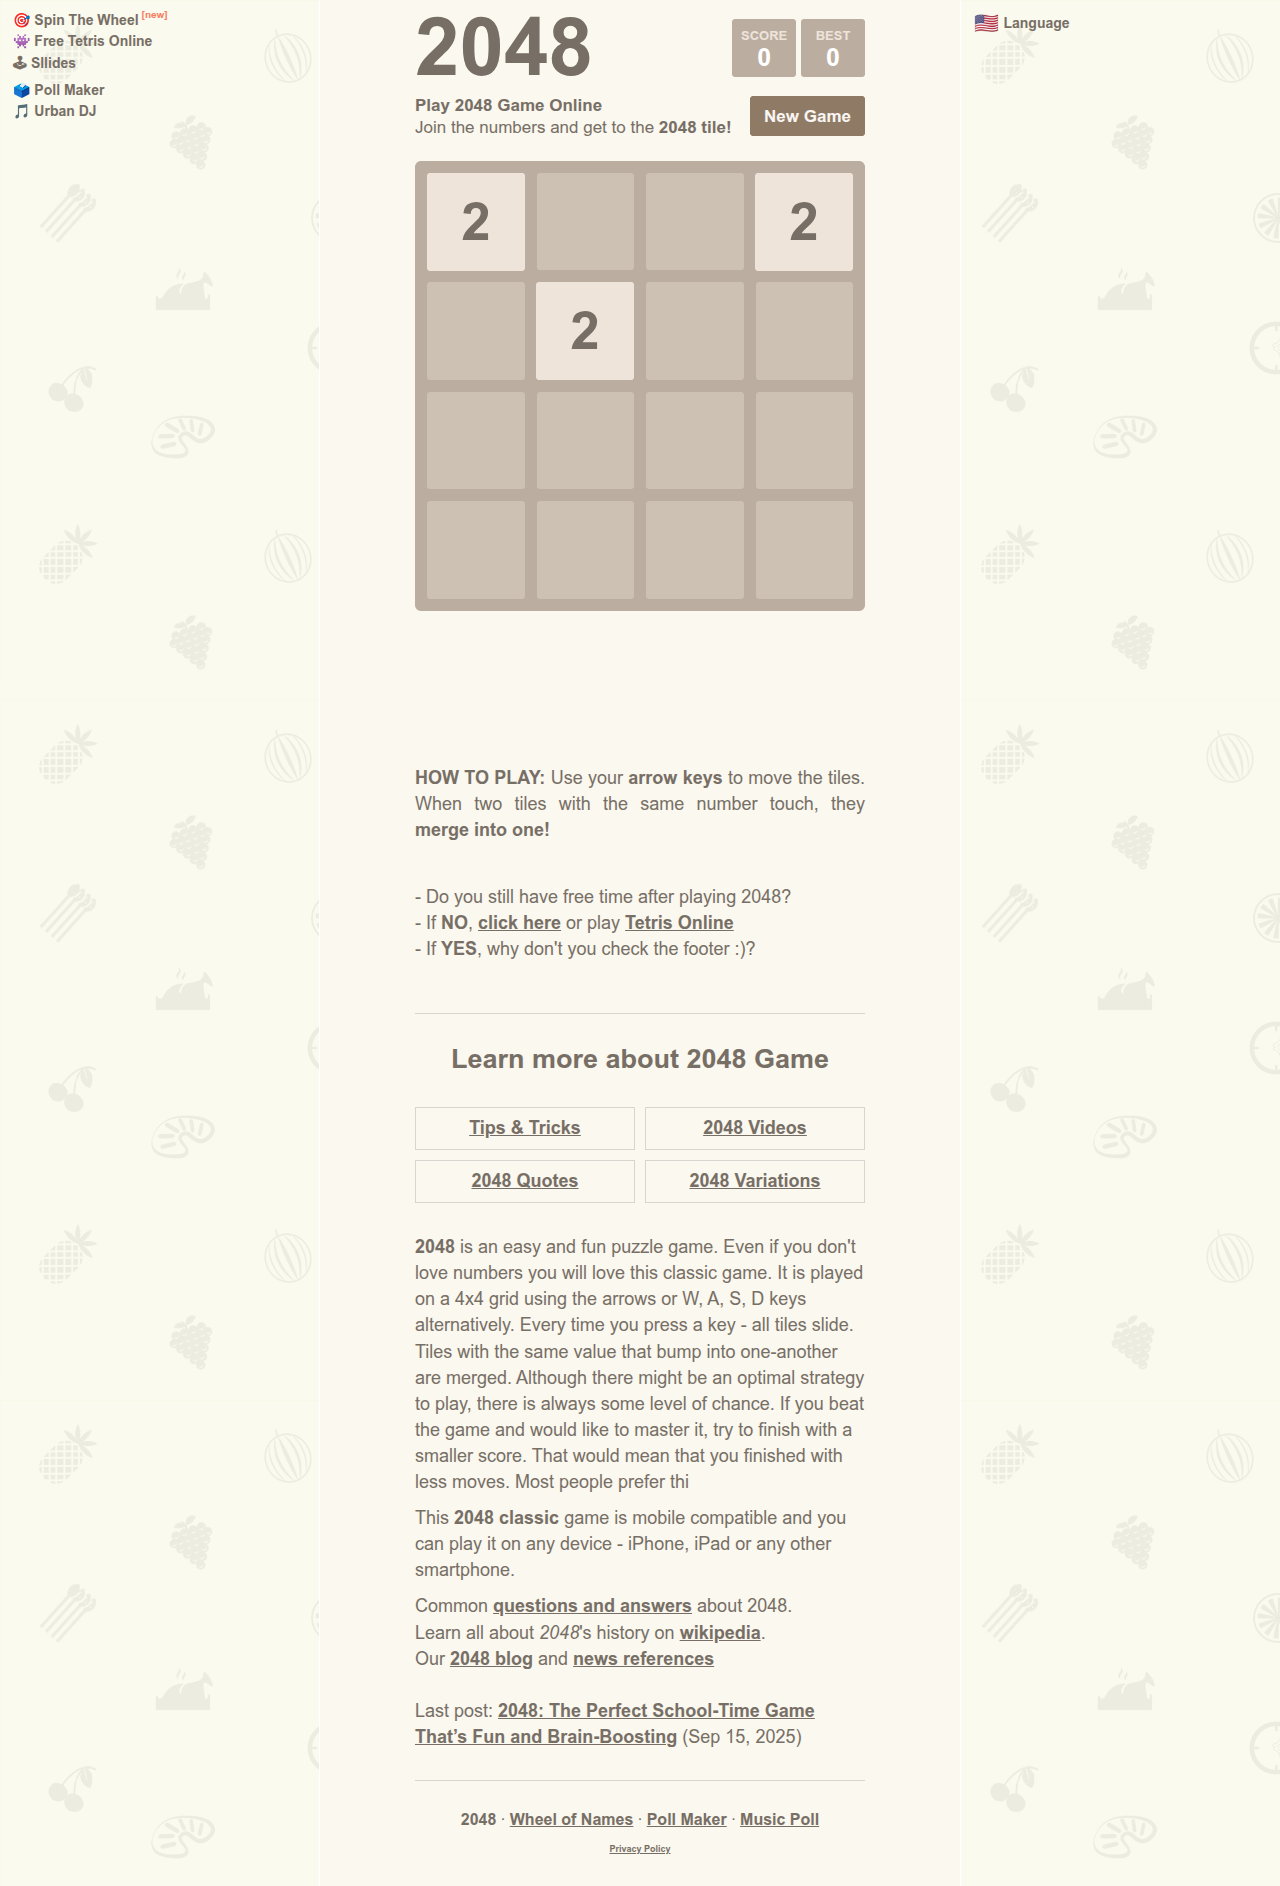 Spin The Wheel [new]
Free Tetris Online
Sllides
Poll Maker
Urban DJ
Language
2048
SCORE
0
BEST
0
Play 2048 Game Online
Join the numbers and get to the 2048 tile!
New Game
2 2
2
HOW TO PLAY: Use your arrow keys to move the tiles.
When two tiles with the same number touch, they
merge into one!
- Do you still have free time after playing 2048?
- If NO, click here or play Tetris Online
- If YES, why don't you check the footer :)?
Learn more about 2048 Game
Tips & Tricks
2048 Videos
2048 Quotes
2048 Variations
2048 is an easy and fun puzzle game. Even if you don't
love numbers you will love this classic game. It is played
on a 4x4 grid using the arrows or W, A, S, D keys
alternatively. Every time you press a key - all tiles slide.
Tiles with the same value that bump into one-another
are merged. Although there might be an optimal strategy
to play, there is always some level of chance. If you beat
the game and would like to master it, try to finish with a
smaller score. That would mean that you finished with
less moves. Most people prefer thi
This 2048 classic game is mobile compatible and you
can play it on any device - iPhone, iPad or any other
smartphone.
Common questions and answers about 2048.
Learn all about 2048's history on wikipedia.
Our 2048 blog and news references
Last post: 2048: The Perfect School-Time Game
That’s Fun and Brain-Boosting (Sep 15, 2025)
2048 · Wheel of Names · Poll Maker · Music Poll
Privacy Policy